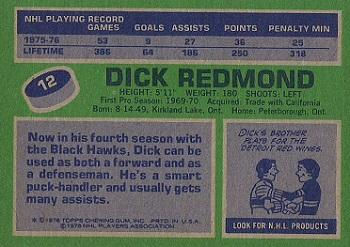 NHL PLAYING RECORD
YEAR GAMES GOALS ASSISTS POINTS PENALTY MIN
1975-76 53 9 27 36 25
LIFETIME 386 64 186 250 318
12
DICK REDMOND
HEIGHT: 5'11" WEIGHT: 180 SHOOTS: LEFT
First Pro Season: 1969-70 Acquired: Trade with California
Born: 8-14-49, Kirkland Lake, Ont. Home: Peterborough, Ont.
Now in his fourth season with
the Black Hawks, Dick can be
used as both a forward and as
a defenseman. He's a smart
puck-handler and usually gets
many assists.
* © 1976 TOPPS CHEWING GUM, INC. PRTD. IN U.S.A.
© 1976 NHL PLAYERS ASSOCIATION
DICK'S BROTHER
PLAYS FOR THE
DETROIT RED WINGS.
LOOK FOR N.H.L. PRODUCTS